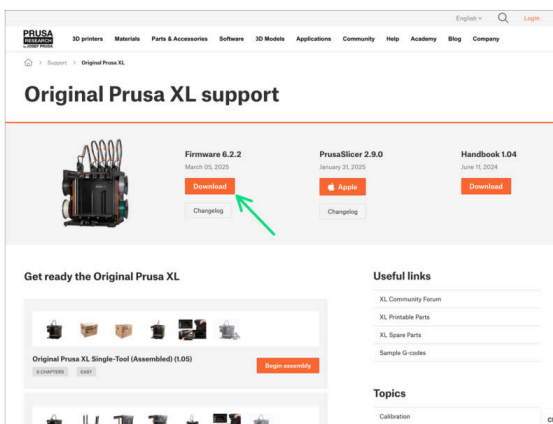 English
Login
PRUSA
RESEARCH
by JOSEF PRUSA
3D printers Materials Parts & Accessories Software 3D Models Applications Community Help Academy Blog Company
Support > Original Prusa XL
Original Prusa XL support
Firmware 6.2.2
March 05, 2025
Download
Changelog
PrusaSlicer 2.9.0
January 31, 2025
Apple
Changelog
Handbook 1.04
June 11, 2024
Download
Get ready the Original Prusa XL
Original Prusa XL Single-Tool (Assembled) (1.05)
6 CHAPTERS EASY
Begin assembly
Useful links
XL Community Forum
XL Printable Parts
XL Spare Parts
Sample G-codes
Topics
Calibration